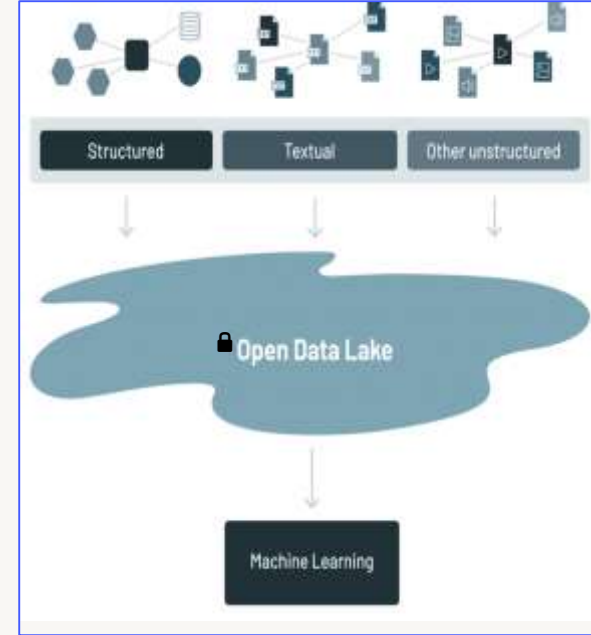 Structured
Textual
Other unstructured
Open Data Lake
Machine Learning